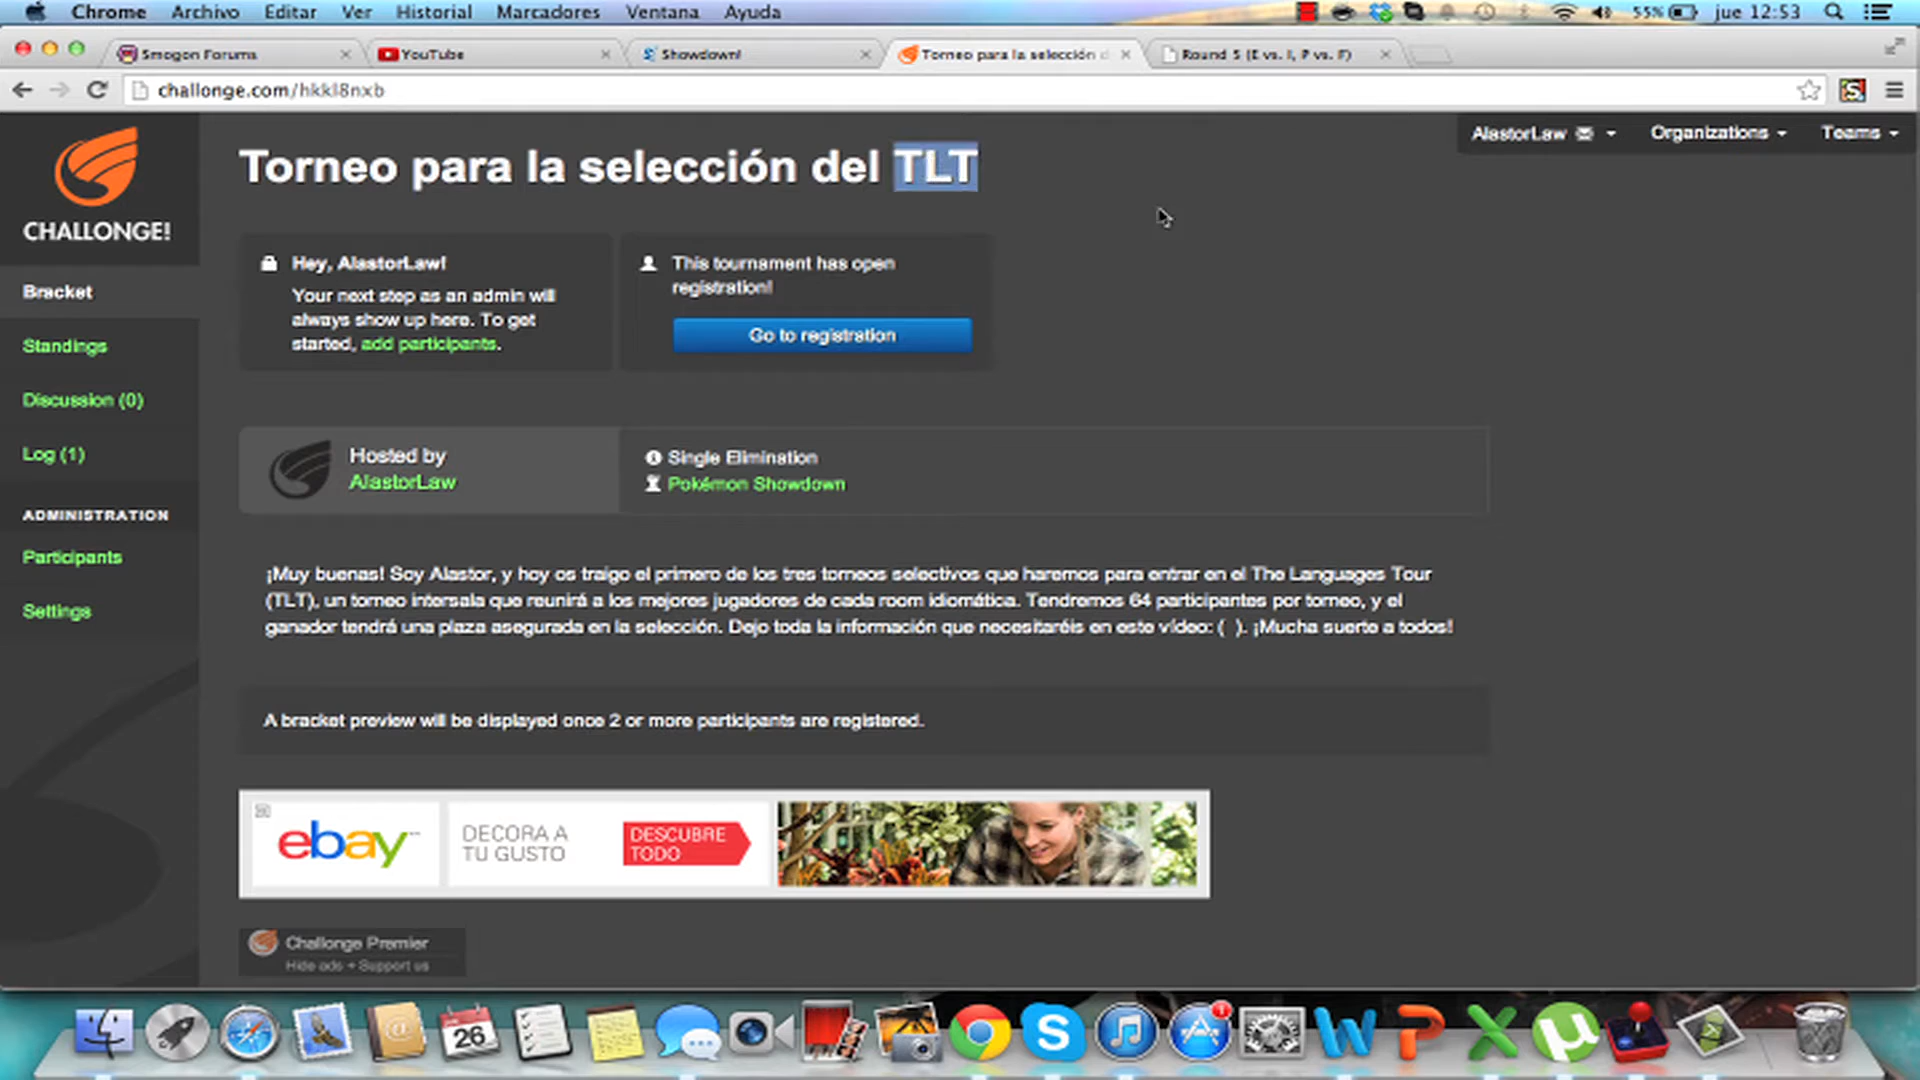 Chrome Archivo Editar Ver Historial Marcadores Ventana Ayuda 55% jue 12:53
Smogon Forums YouTube Showdown! Torneo para la selección d Round 5 (E vs. I, P vs. F)
challonge.com/hkkl8nxb
AlastorLaw Organizations Teams
CHALLONGE!
Torneo para la selección del TLT
Hey, AlastorLaw!
Your next step as an admin will
always show up here. To get
started, add participants.
This tournament has open
registration!
Go to registration
Bracket
Standings
Discussion (0)
Log (1)
ADMINISTRATION
Participants
Settings
Hosted by
AlastorLaw
Single Elimination
Pokémon Showdown
¡Muy buenas! Soy Alastor, y hoy os traigo el primero de los tres torneos selectivos que haremos para entrar en el The Languages Tour
(TLT), un torneo intersala que reunirá a los mejores jugadores de cada room idiomática. Tendremos 64 participantes por torneo, y el
ganador tendrá una plaza asegurada en la selección. Dejo toda la información que necesitaréis en este vídeo: ( ). ¡Mucha suerte a todos!
A bracket preview will be displayed once 2 or more participants are registered.
ebay
DECORA A
TU GUSTO
DESCUBRE
TODO
Challonge Premier
Hide ads + Support us
26
1